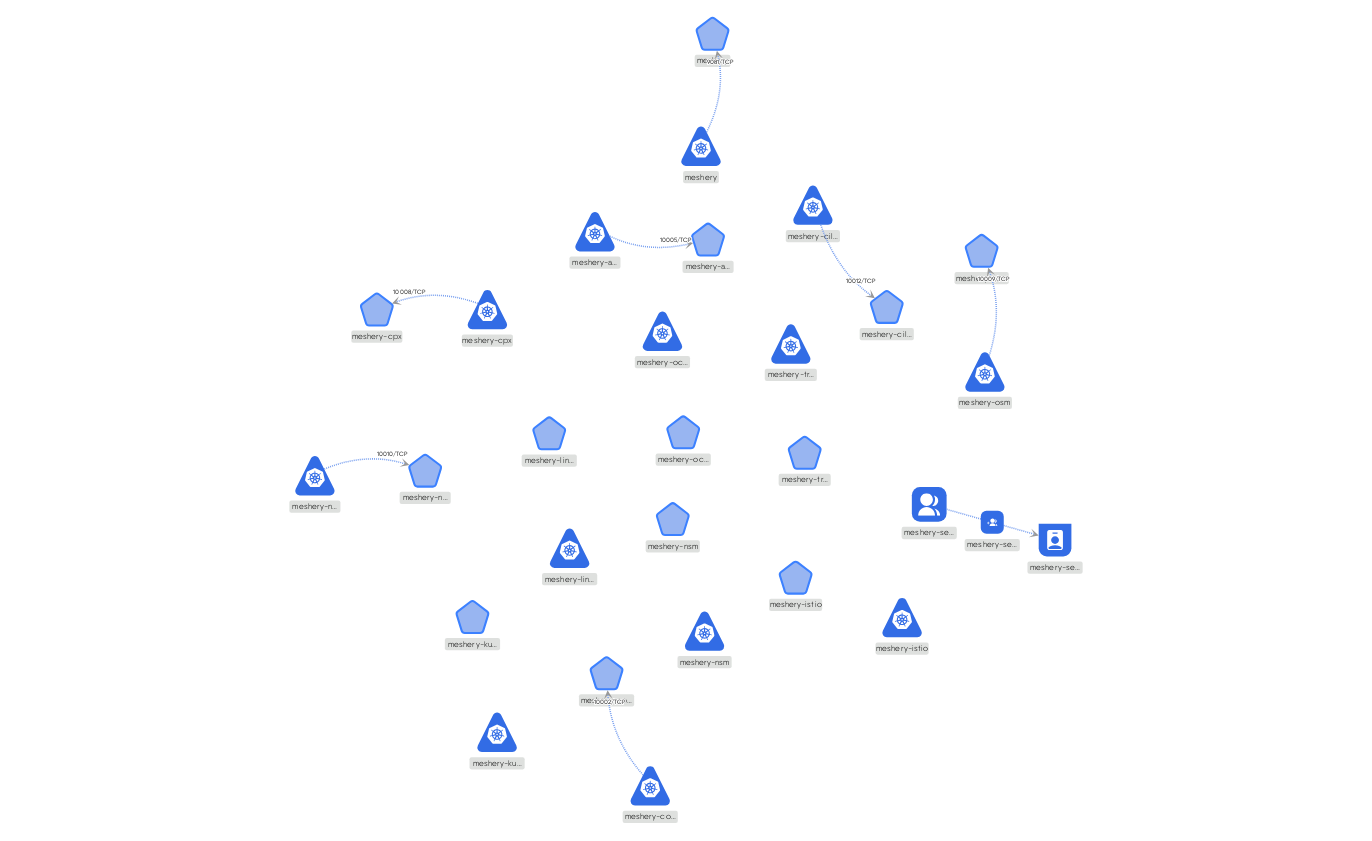 9081/TCP
meshery
meshery-cil...
10005/TCP
meshery-a...
meshery-a...
10009/TCP
10012/TCP
10008/TCP
meshery-cpx
meshery-cpx
meshery-cil...
meshery-oc...
meshery-tr...
meshery-osm
10010/TCP
meshery-lin...
meshery-oc...
meshery-tr...
meshery-n...
meshery-n...
meshery-se...
meshery-se...
meshery-se...
meshery-nsm
meshery-lin...
meshery-istio
meshery-ku...
meshery-istio
meshery-nsm
10002/TCP
meshery-ku...
meshery-co...